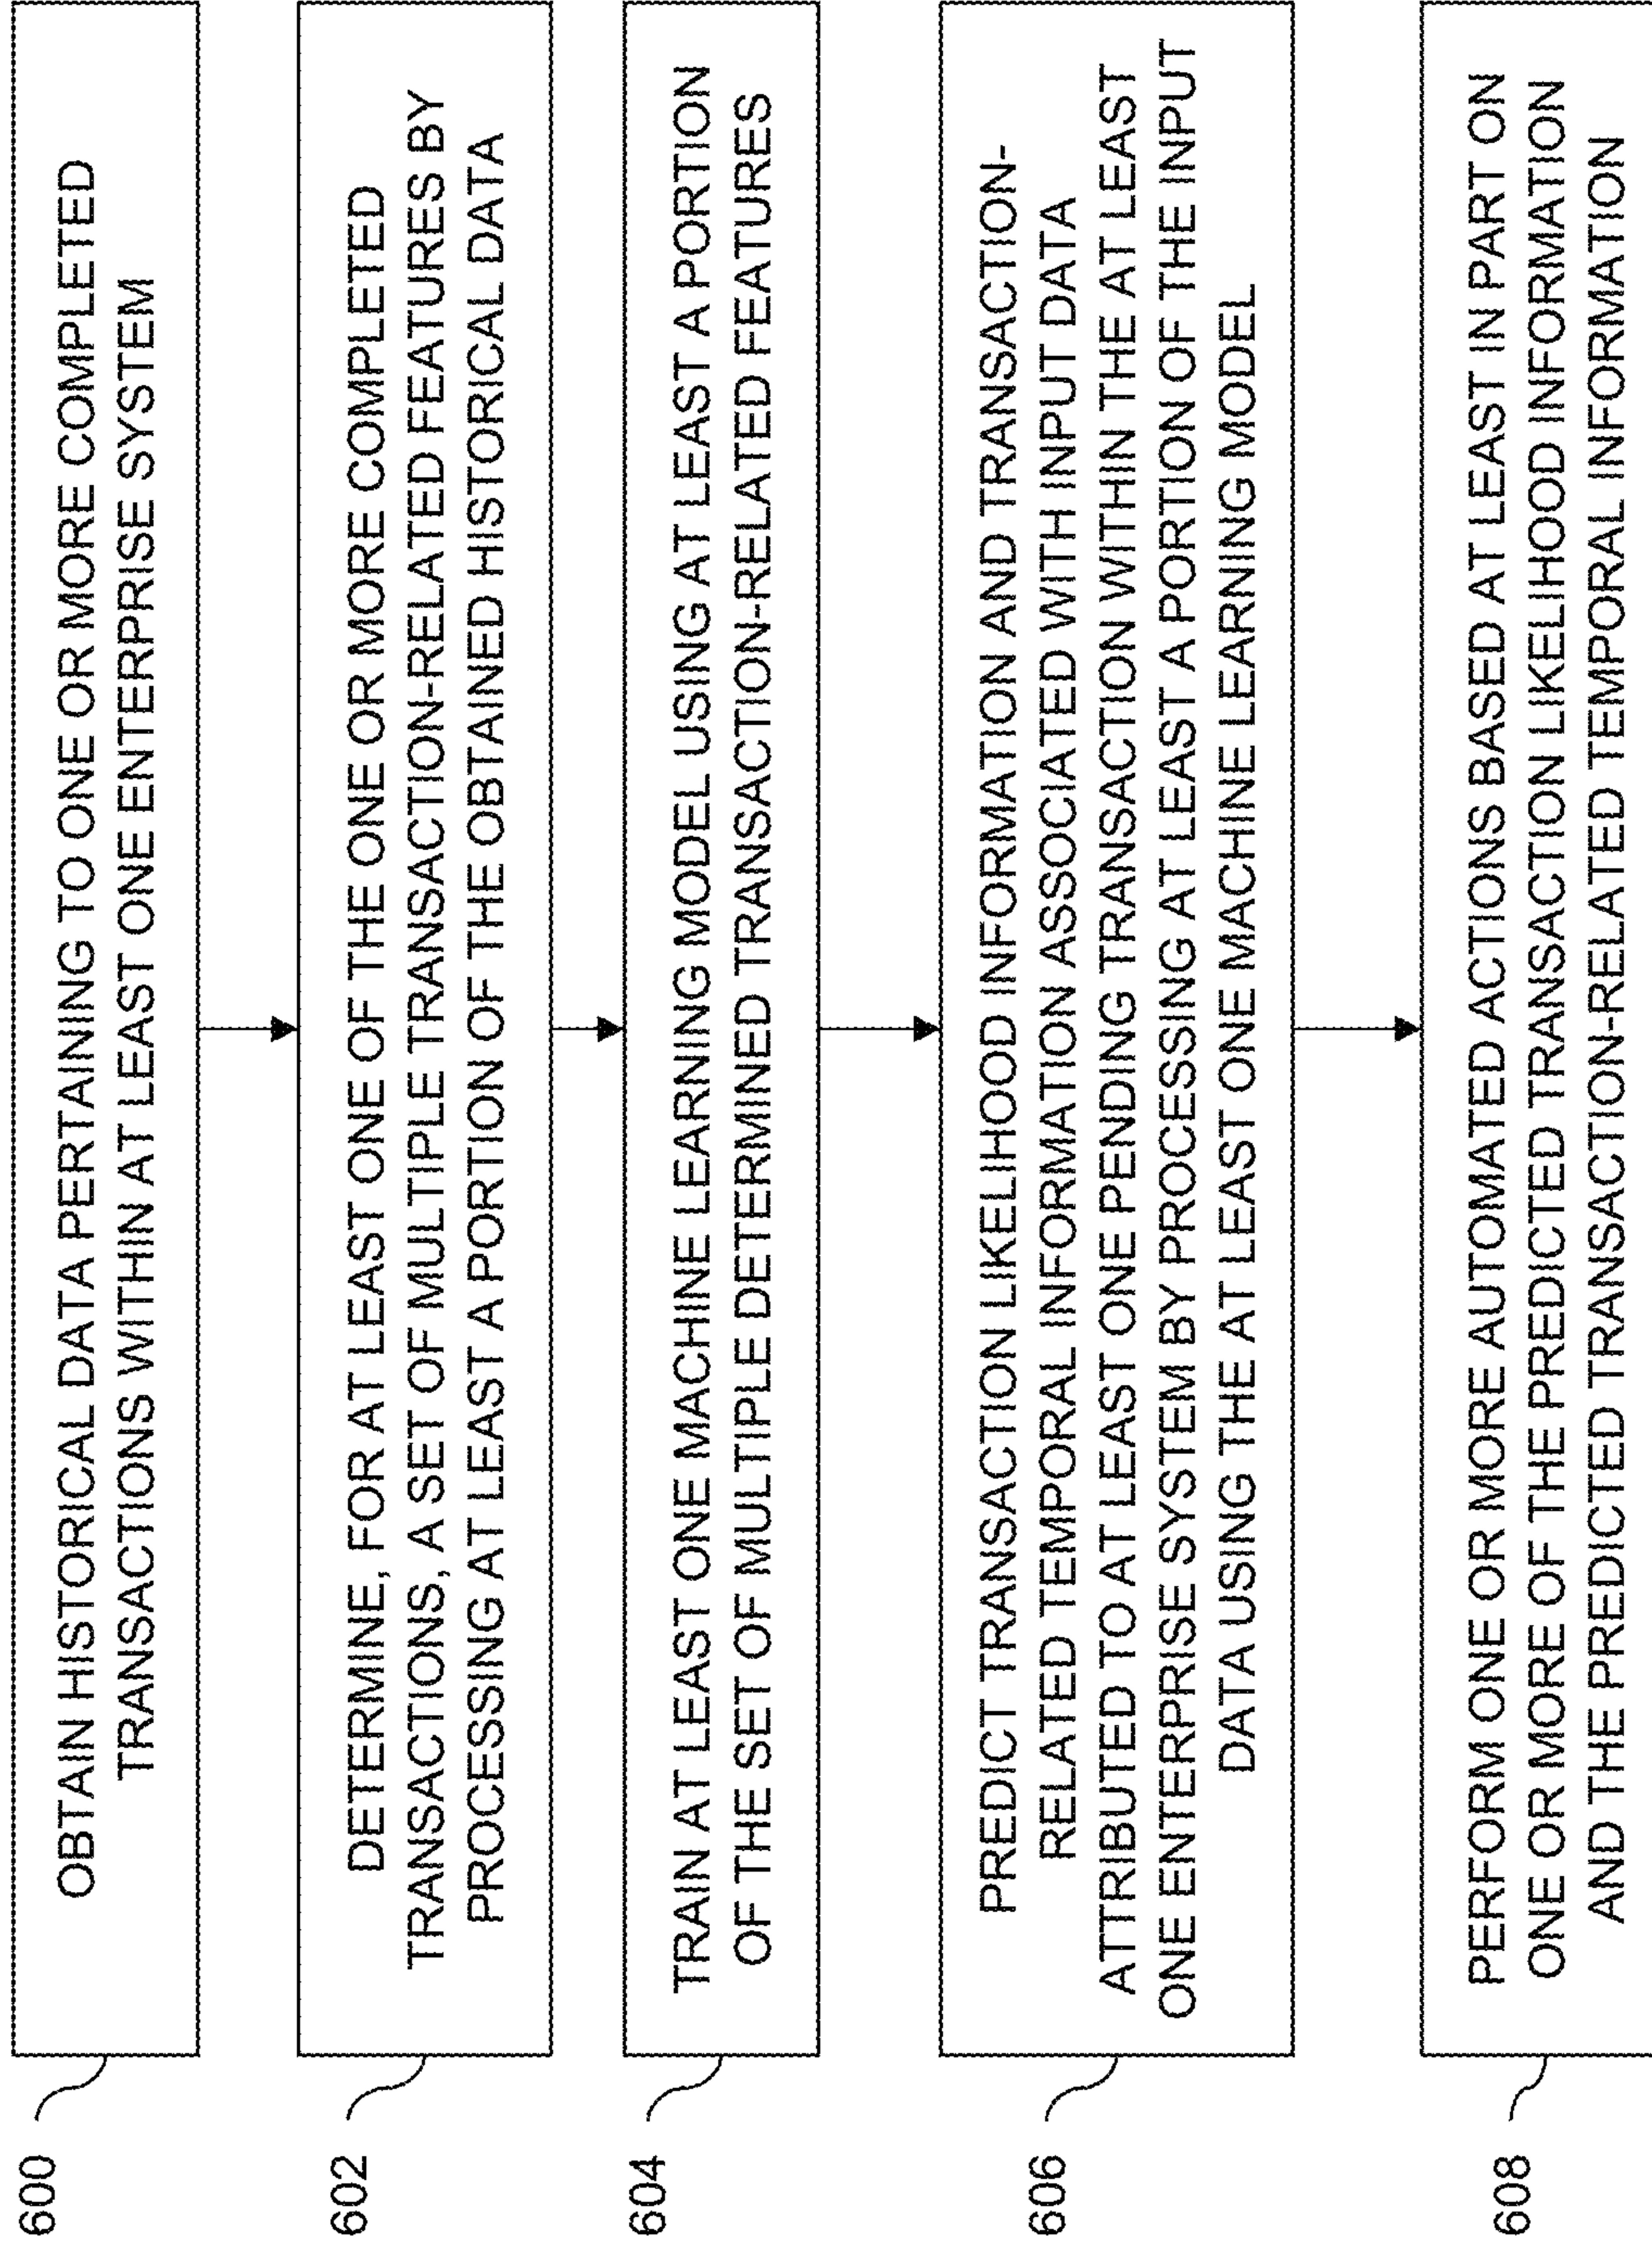 600
OBTAIN HISTORICAL DATA PERTAINING TO ONE OR MORE COMPLETED
TRANSACTIONS WITHIN AT LEAST ONE ENTERPRISE SYSTEM
602
DETERMINE, FOR AT LEAST ONE OF THE ONE OR MORE COMPLETED
TRANSACTIONS, A SET OF MULTIPLE TRANSACTION-RELATED FEATURES BY
PROCESSING AT LEAST A PORTION OF THE OBTAINED HISTORICAL DATA
604
TRAIN AT LEAST ONE MACHINE LEARNING MODEL USING AT LEAST A PORTION
OF THE SET OF MULTIPLE DETERMINED TRANSACTION-RELATED FEATURES
606
PREDICT TRANSACTION LIKELIHOOD INFORMATION AND TRANSACTION-
RELATED TEMPORAL INFORMATION ASSOCIATED WITH INPUT DATA
ATTRIBUTED TO AT LEAST ONE PENDING TRANSACTION WITHIN THE AT LEAST
ONE ENTERPRISE SYSTEM BY PROCESSING AT LEAST A PORTION OF THE INPUT
DATA USING THE AT LEAST ONE MACHINE LEARNING MODEL
608
PERFORM ONE OR MORE AUTOMATED ACTIONS BASED AT LEAST IN PART ON
ONE OR MORE OF THE PREDICTED TRANSACTION LIKELIHOOD INFORMATION
AND THE PREDICTED TRANSACTION-RELATED TEMPORAL INFORMATION